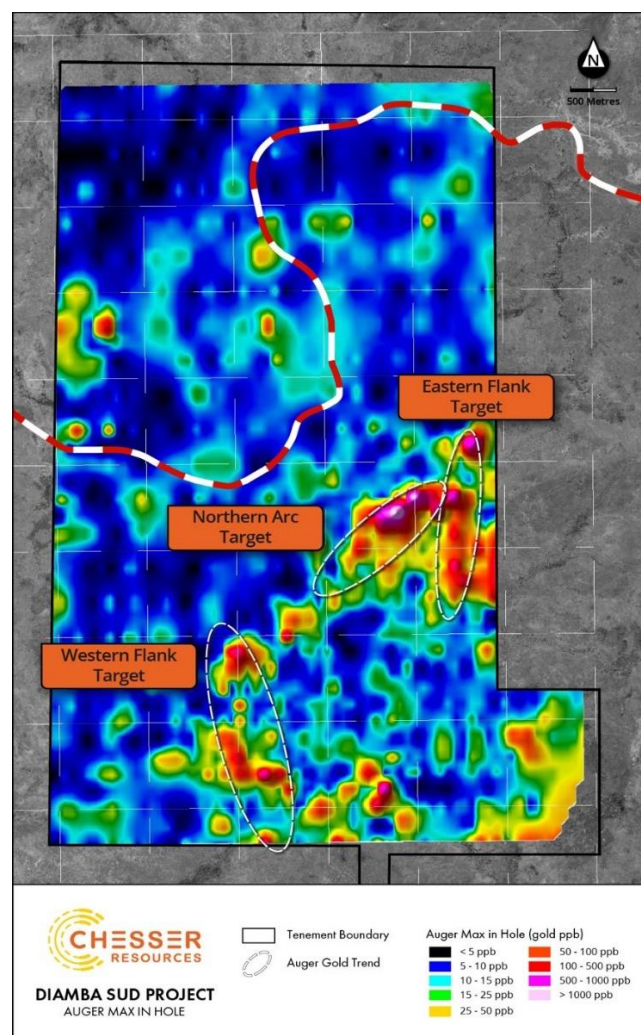 N
500 Metres
Eastern Flank
Target
Northern Arc
Target
Western Flank
Target
CHESSER
RESOURCES
DIAMBA SUD PROJECT
AUGER MAX IN HOLE
Tenement Boundary
Auger Gold Trend
Auger Max in Hole (gold ppb)
< 5 ppb
5 - 10 ppb
10 - 15 ppb
15 - 25 ppb
25 - 50 ppb
50 - 100 ppb
100 - 500 ppb
500 - 1000 ppb
> 1000 ppb